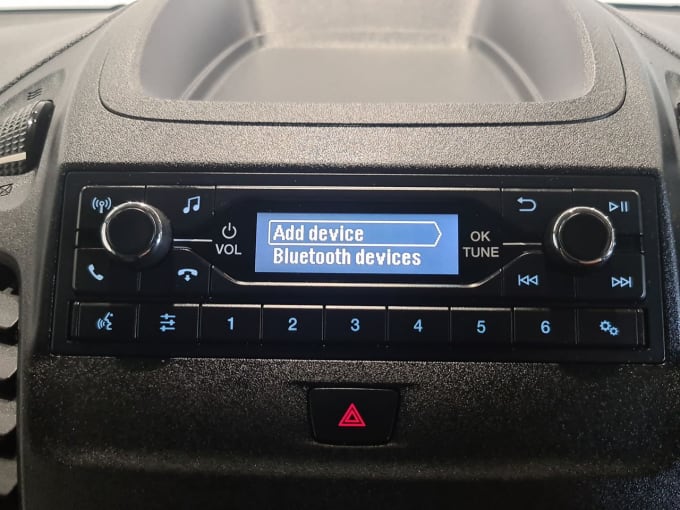 Add device
Bluetooth devices
VOL
OK
TUNE
1 2 3 4 5 6